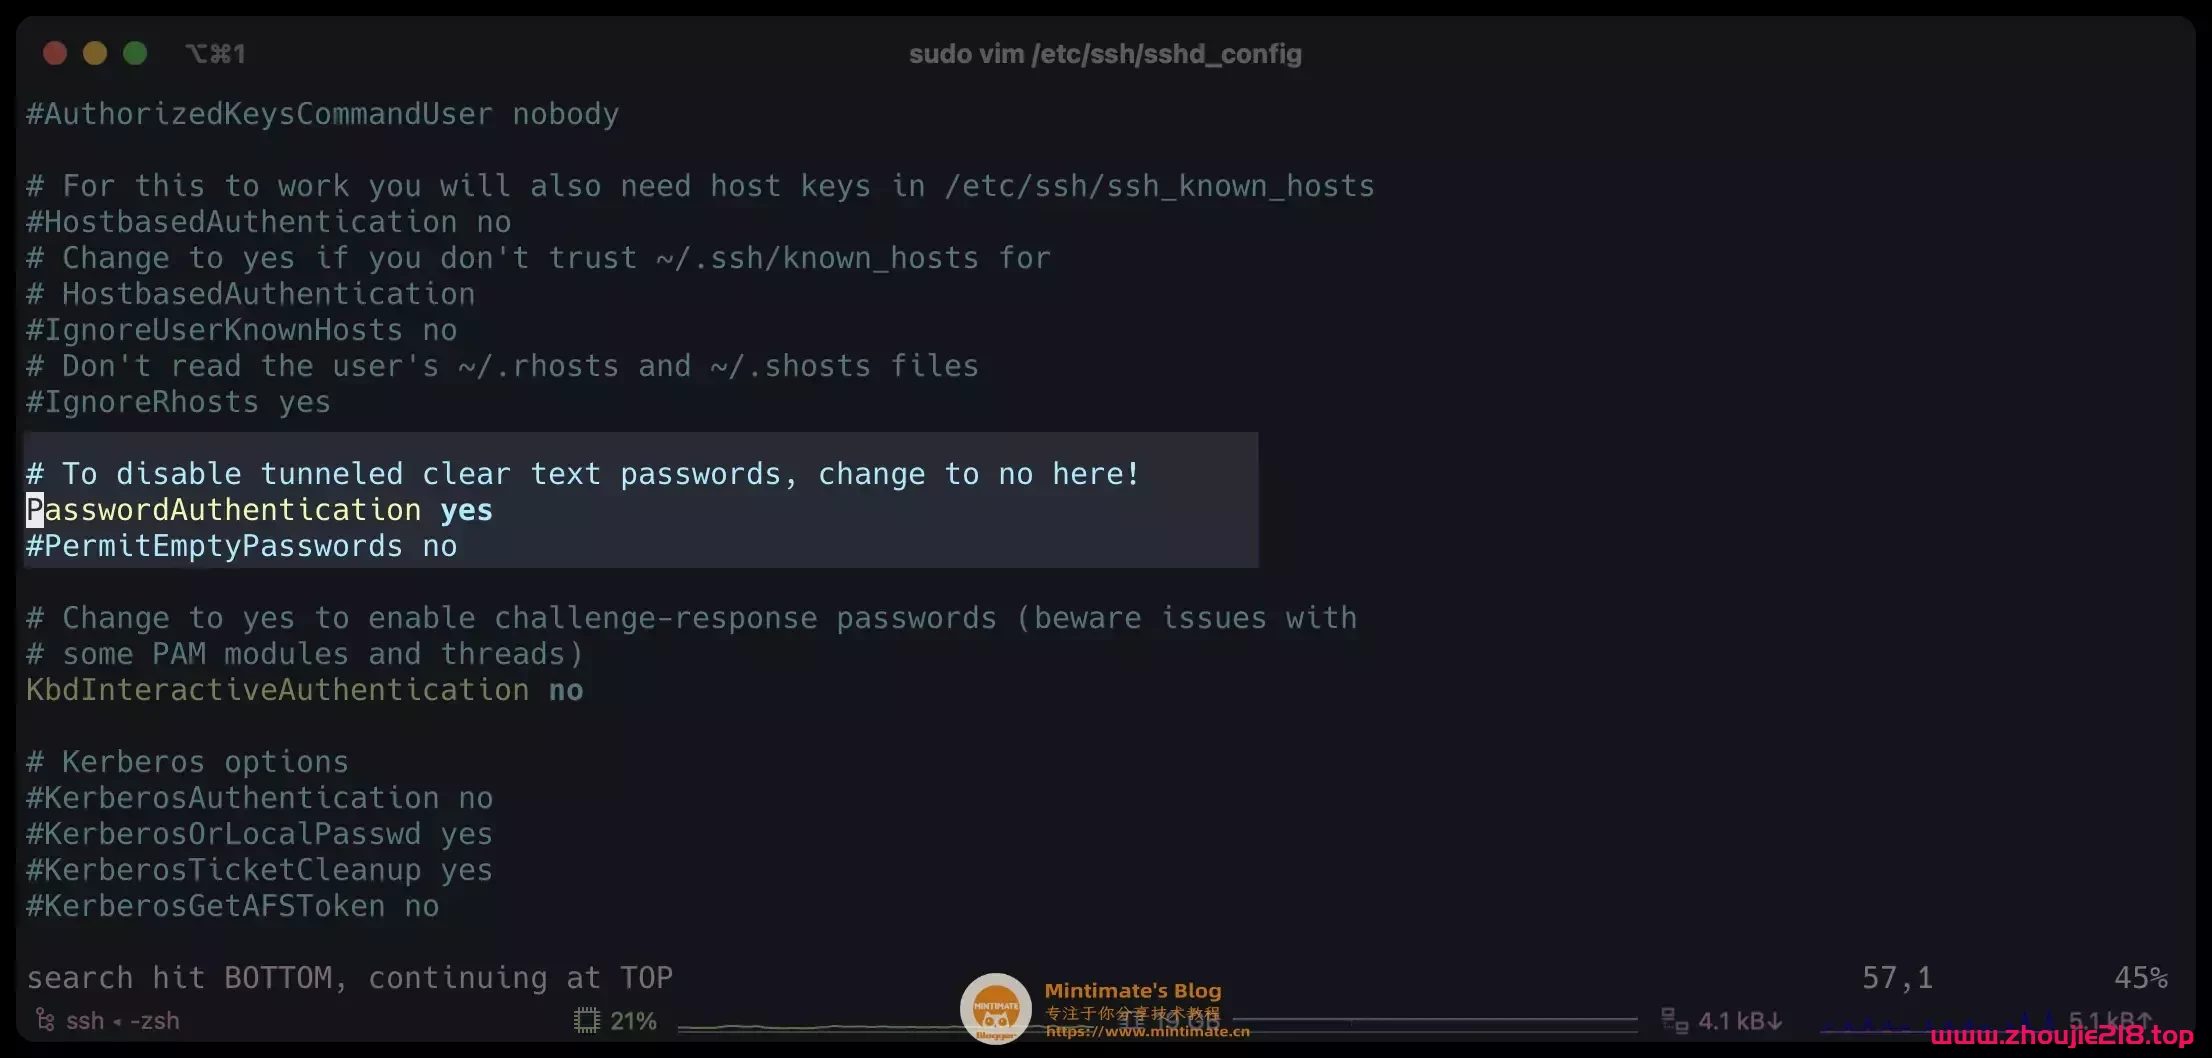 ⌥⌘1
sudo vim /etc/ssh/sshd_config
#AuthorizedKeysCommandUser nobody
# For this to work you will also need host keys in /etc/ssh/ssh_known_hosts
#HostbasedAuthentication no
# Change to yes if you don't trust ~/.ssh/known_hosts for
# HostbasedAuthentication
#IgnoreUserKnownHosts no
# Don't read the user's ~/.rhosts and ~/.shosts files
#IgnoreRhosts yes
# To disable tunneled clear text passwords, change to no here!
PasswordAuthentication yes
#PermitEmptyPasswords no
# Change to yes to enable challenge-response passwords (beware issues with
# some PAM modules and threads)
KbdInteractiveAuthentication no
# Kerberos options
#KerberosAuthentication no
#KerberosOrLocalPasswd yes
#KerberosTicketCleanup yes
#KerberosGetAFSToken no
search hit BOTTOM, continuing at TOP
57,1
45%
ssh ◂ -zsh
21%
MINTIMATE
Mintimate's Blog
专注于你分享技术教程
https://www.mintimate.cn
4.1 kB↓
5.1 kB↑
www.zhoujie218.top